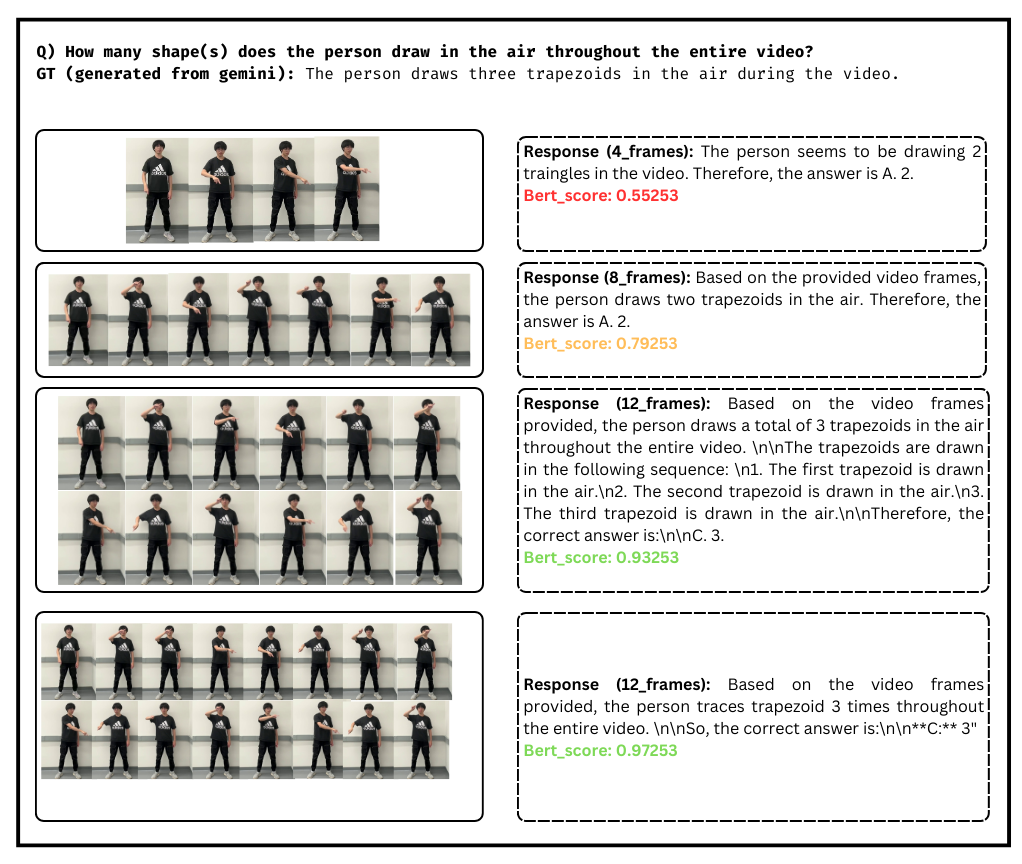 Q) How many shape(s) does the person draw in the air throughout the entire video?
GT (generated from gemini): The person draws three trapezoids in the air during the video.
Response (4_frames): The person seems to be drawing 2
traingles in the video. Therefore, the answer is A. 2.
Bert_score: 0.55253
Response (8_frames): Based on the provided video frames,
the person draws two trapezoids in the air. Therefore, the
answer is A. 2.
Bert_score: 0.79253
Response (12_frames): Based on the video frames
provided, the person draws a total of 3 trapezoids in the air
throughout the entire video. \n\nThe trapezoids are drawn
in the following sequence: \n1. The first trapezoid is drawn
in the air.\n2. The second trapezoid is drawn in the air.\n3.
The third trapezoid is drawn in the air.\n\nTherefore, the
correct answer is:\n\nC. 3.
Bert_score: 0.93253
Response (12_frames): Based on the video frames
provided, the person traces trapezoid 3 times throughout
the entire video. \n\nSo, the correct answer is:\n\n**C:** 3"
Bert_score: 0.97253